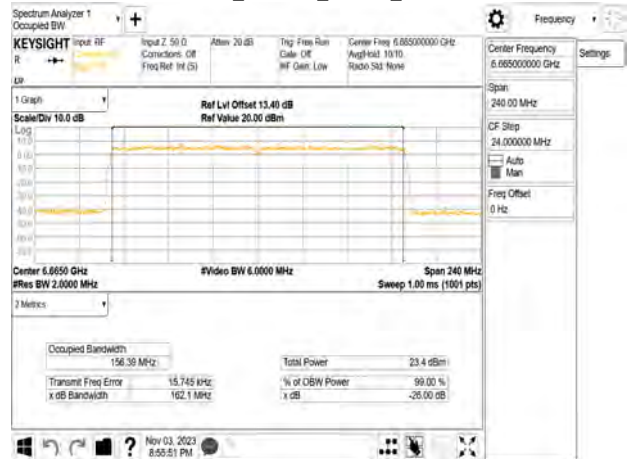 Spectrum Analyzer 1
Occupied BW
Frequency
KEYSIGHT
R
Input: RF
Input Z: 50 Ω
Corrections: Off
Freq Ref: Int (S)
Atten: 20 dB
Trig: Free Run
Gate: Off
#IF Gain: Low
Center Freq: 6.665000000 GHz
Avg|Hold: 10/10
Radio Std: None
Center Frequency
6.665000000 GHz
Settings
Span
240.00 MHz
CF Step
24.000000 MHz
Auto
Man
Freq Offset
0 Hz
1 Graph
Scale/Div 10.0 dB
Ref Lvl Offset 13.40 dB
Ref Value 20.00 dBm
Log
Center 6.6650 GHz
#Res BW 2.0000 MHz
#Video BW 6.0000 MHz
Span 240 MHz
Sweep 1.00 ms (1001 pts)
2 Metrics
Occupied Bandwidth
156.39 MHz
Total Power 23.4 dBm
Transmit Freq Error 15.745 kHz
% of OBW Power 99.00 %
x dB Bandwidth 162.1 MHz
x dB -26.00 dB
?
Nov 03, 2023
8:55:51 PM